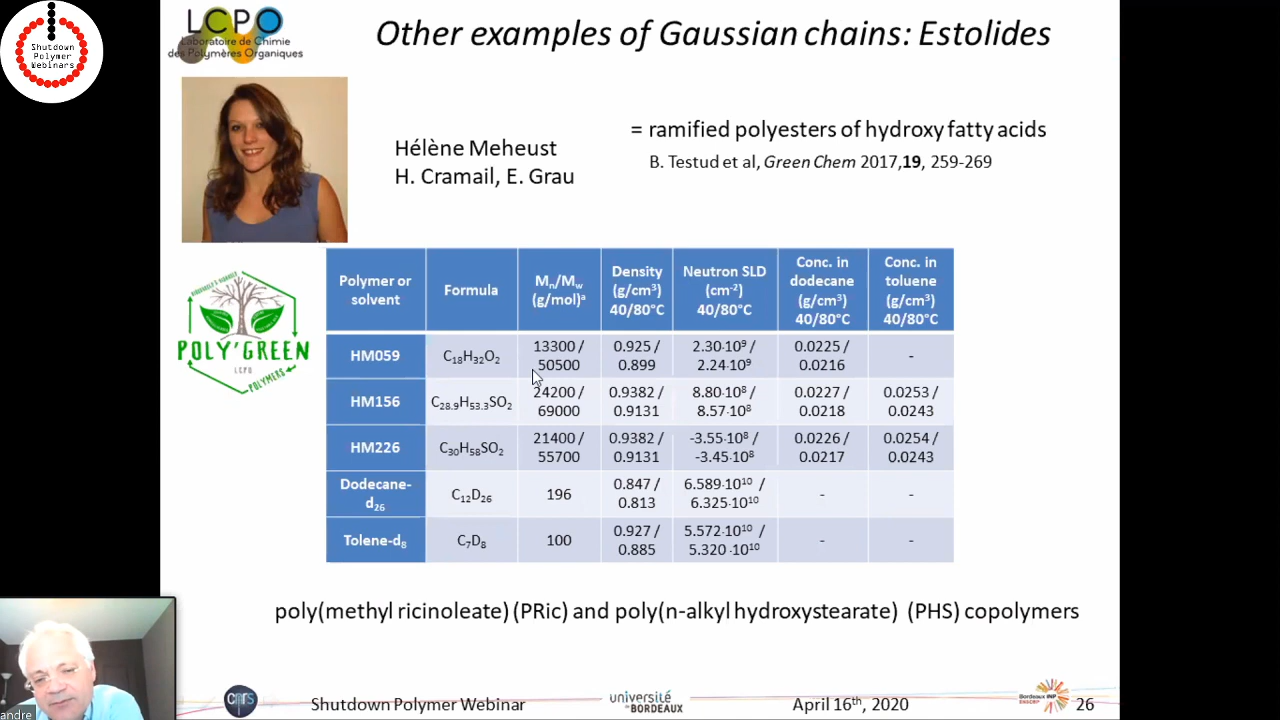 Shutdown
Polymer
Webinars
LCPO
Laboratoire de Chimie
des Polymères Organiques
Other examples of Gaussian chains: Estolides
Hélène Meheust
H. Cramail, E. Grau
= ramified polyesters of hydroxy fatty acids
B. Testud et al, Green Chem 2017,19, 259-269
POLY'GREEN
LCPO
POLYMERS
Polymer or solvent | Formula | Mn/Mw (g/mol)ᵃ | Density (g/cm³) 40/80°C | Neutron SLD (cm⁻²) 40/80°C | Conc. in dodecane (g/cm³) 40/80°C | Conc. in toluene (g/cm³) 40/80°C
HM059 | C₁₈H₃₂O₂ | 13300 / 50500 | 0.925 / 0.899 | 2.30·10⁹ / 2.24·10⁹ | 0.0225 / 0.0216 | -
HM156 | C₂₈.₉H₅₃.₃SO₂ | 24200 / 69000 | 0.9382 / 0.9131 | 8.80·10⁸ / 8.57·10⁸ | 0.0227 / 0.0218 | 0.0253 / 0.0243
HM226 | C₃₀H₅₈SO₂ | 21400 / 55700 | 0.9382 / 0.9131 | -3.55·10⁸ / -3.45·10⁸ | 0.0226 / 0.0217 | 0.0254 / 0.0243
Dodecane-d₂₆ | C₁₂D₂₆ | 196 | 0.847 / 0.813 | 6.589·10¹⁰ / 6.325·10¹⁰ | - | -
Tolene-d₈ | C₇D₈ | 100 | 0.927 / 0.885 | 5.572·10¹⁰ / 5.320·10¹⁰ | - | -
poly(methyl ricinoleate) (PRic) and poly(n-alkyl hydroxystearate) (PHS) copolymers
andre
cnrs
Shutdown Polymer Webinar
université
de BORDEAUX
April 16th, 2020
Bordeaux INP
26